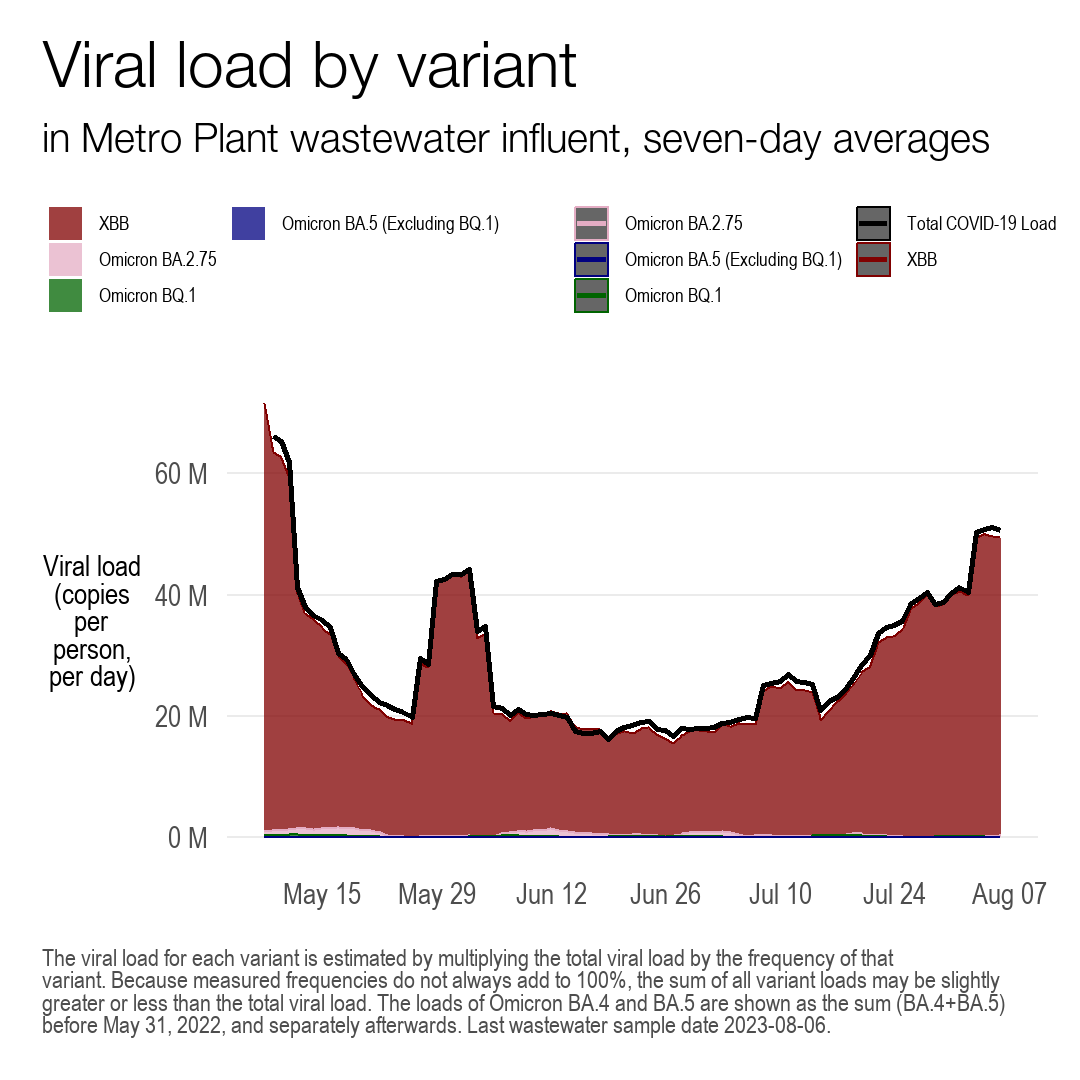 Viral load by variant
in Metro Plant wastewater influent, seven-day averages
XBB
Omicron BA.2.75
Omicron BQ.1
Omicron BA.5 (Excluding BQ.1)
Omicron BA.2.75
Omicron BA.5 (Excluding BQ.1)
Omicron BQ.1
Total COVID-19 Load
XBB
60 M
40 M
20 M
0 M
Viral load
(copies
per
person,
per day)
May 15
May 29
Jun 12
Jun 26
Jul 10
Jul 24
Aug 07
The viral load for each variant is estimated by multiplying the total viral load by the frequency of that
variant. Because measured frequencies do not always add to 100%, the sum of all variant loads may be slightly
greater or less than the total viral load. The loads of Omicron BA.4 and BA.5 are shown as the sum (BA.4+BA.5)
before May 31, 2022, and separately afterwards. Last wastewater sample date 2023-08-06.